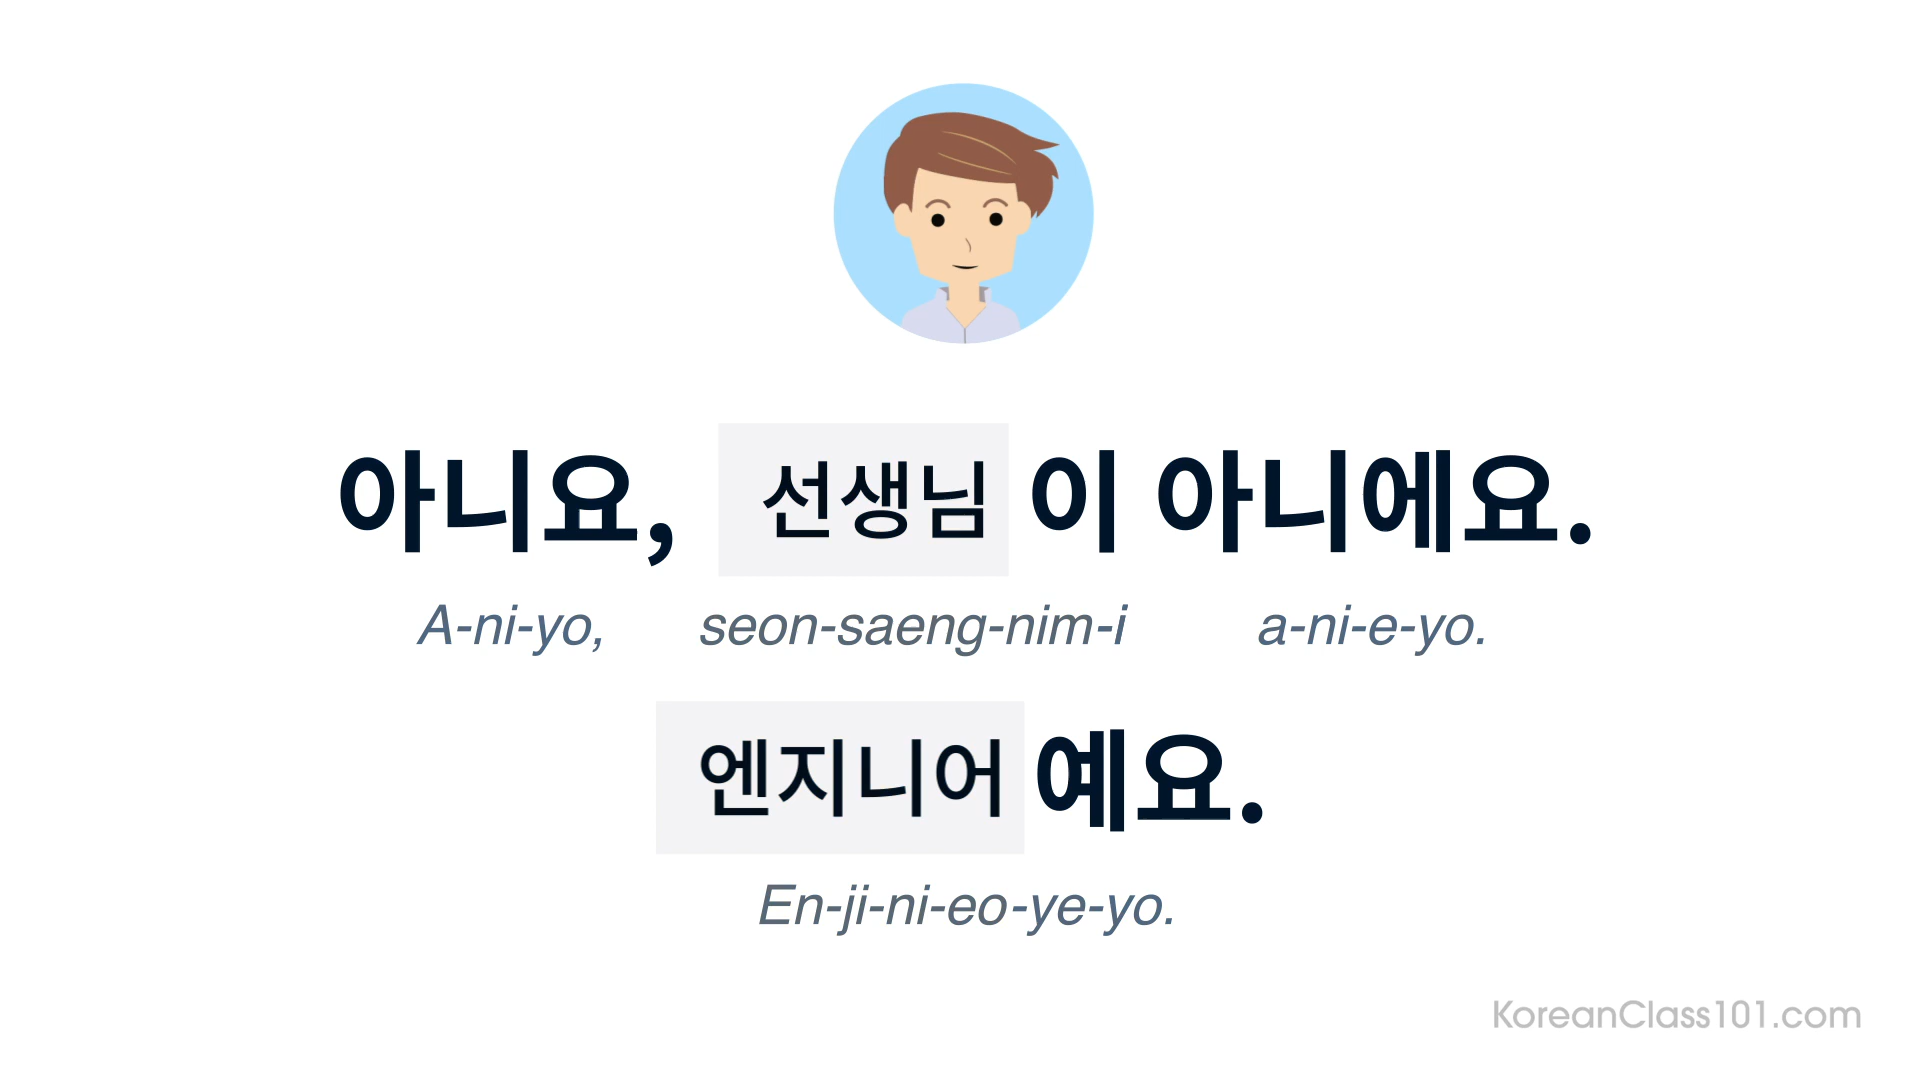 아니요, 선생님이 아니에요.
A-ni-yo, seon-saeng-nim-i a-ni-e-yo.
엔지니어예요.
En-ji-ni-eo-ye-yo.
KoreanClass101.com